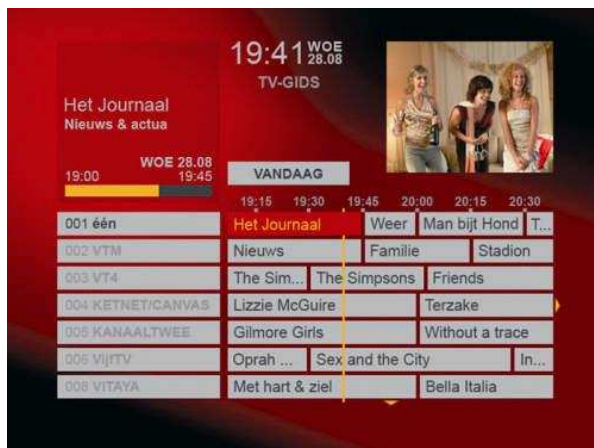 19:41 WOE 28.08
TV-GIDS
Het Journaal
Nieuws & actua
WOE 28.08
19:00 19:45
VANDAAG
19:15 19:30 19:45 20:00 20:15 20:30
001 één Het Journaal Weer Man bijt Hond T...
002 VTM Nieuws Familie Stadion
003 VT4 The Sim... The Simpsons Friends
004 KETNET/CANVAS Lizzie McGuire Terzake
005 KANAALTWEE Gilmore Girls Without a trace
006 VIJFTV Oprah ... Sex and the City In...
008 VITAYA Met hart & ziel Bella Italia